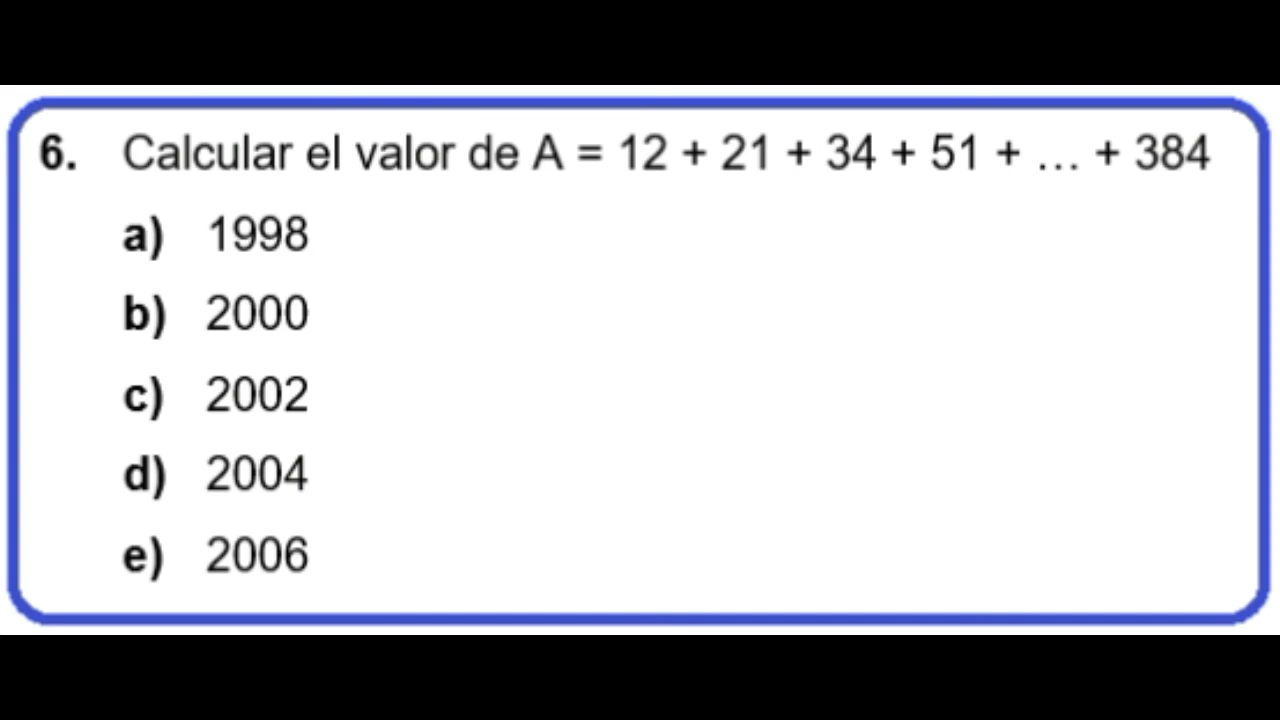 6. Calcular el valor de A = 12 + 21 + 34 + 51 + ... + 384
a) 1998
b) 2000
c) 2002
d) 2004
e) 2006